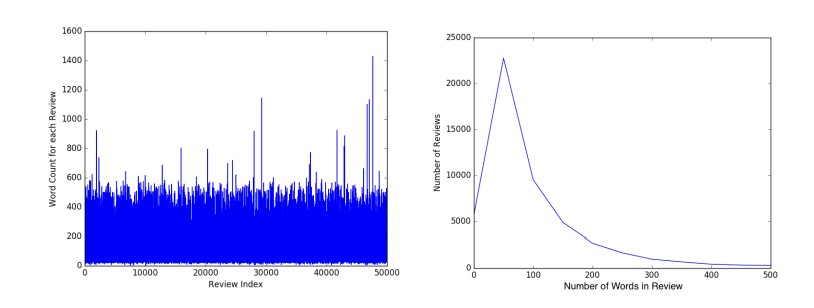 1600
1400
1200
1000
800
600
400
200
0
Word Count for each Review
0 10000 20000 30000 40000 50000
Review Index
25000
20000
15000
10000
5000
0
Number of Reviews
0 100 200 300 400 500
Number of Words in Review